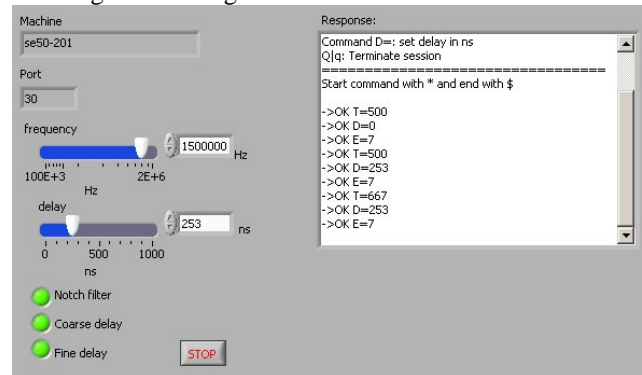 Machine
se50-201
Port
30
frequency
1500000 Hz
100E+3 2E+6
Hz
delay
253 ns
0 500 1000
ns
Notch filter
Coarse delay
Fine delay
STOP
Response:
Command D=: set delay in ns
Q|q: Terminate session
==================================
Start command with * and end with $
->OK T=500
->OK D=0
->OK E=7
->OK T=500
->OK D=253
->OK E=7
->OK T=667
->OK D=253
->OK E=7